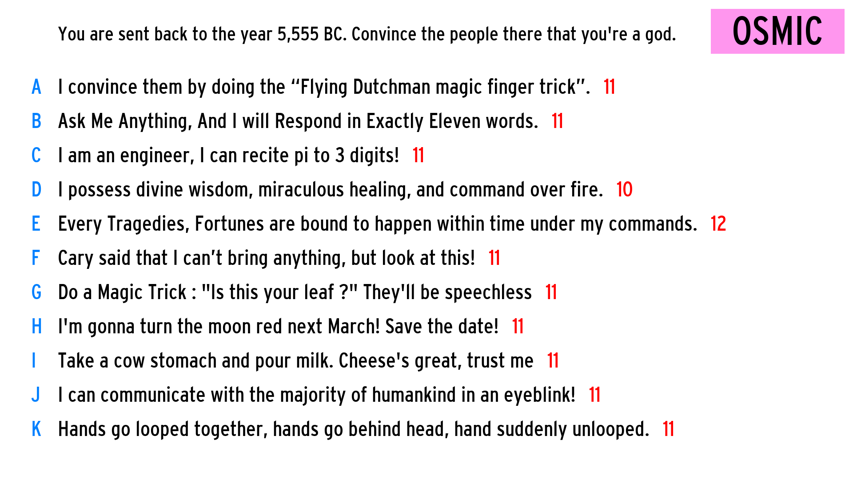 You are sent back to the year 5,555 BC. Convince the people there that you're a god.
OSMIC
A I convince them by doing the “Flying Dutchman magic finger trick”. 11
B Ask Me Anything, And I will Respond in Exactly Eleven words. 11
C I am an engineer, I can recite pi to 3 digits! 11
D I possess divine wisdom, miraculous healing, and command over fire. 10
E Every Tragedies, Fortunes are bound to happen within time under my commands. 12
F Cary said that I can’t bring anything, but look at this! 11
G Do a Magic Trick : "Is this your leaf ?" They'll be speechless 11
H I'm gonna turn the moon red next March! Save the date! 11
I Take a cow stomach and pour milk. Cheese's great, trust me 11
J I can communicate with the majority of humankind in an eyeblink! 11
K Hands go looped together, hands go behind head, hand suddenly unlooped. 11